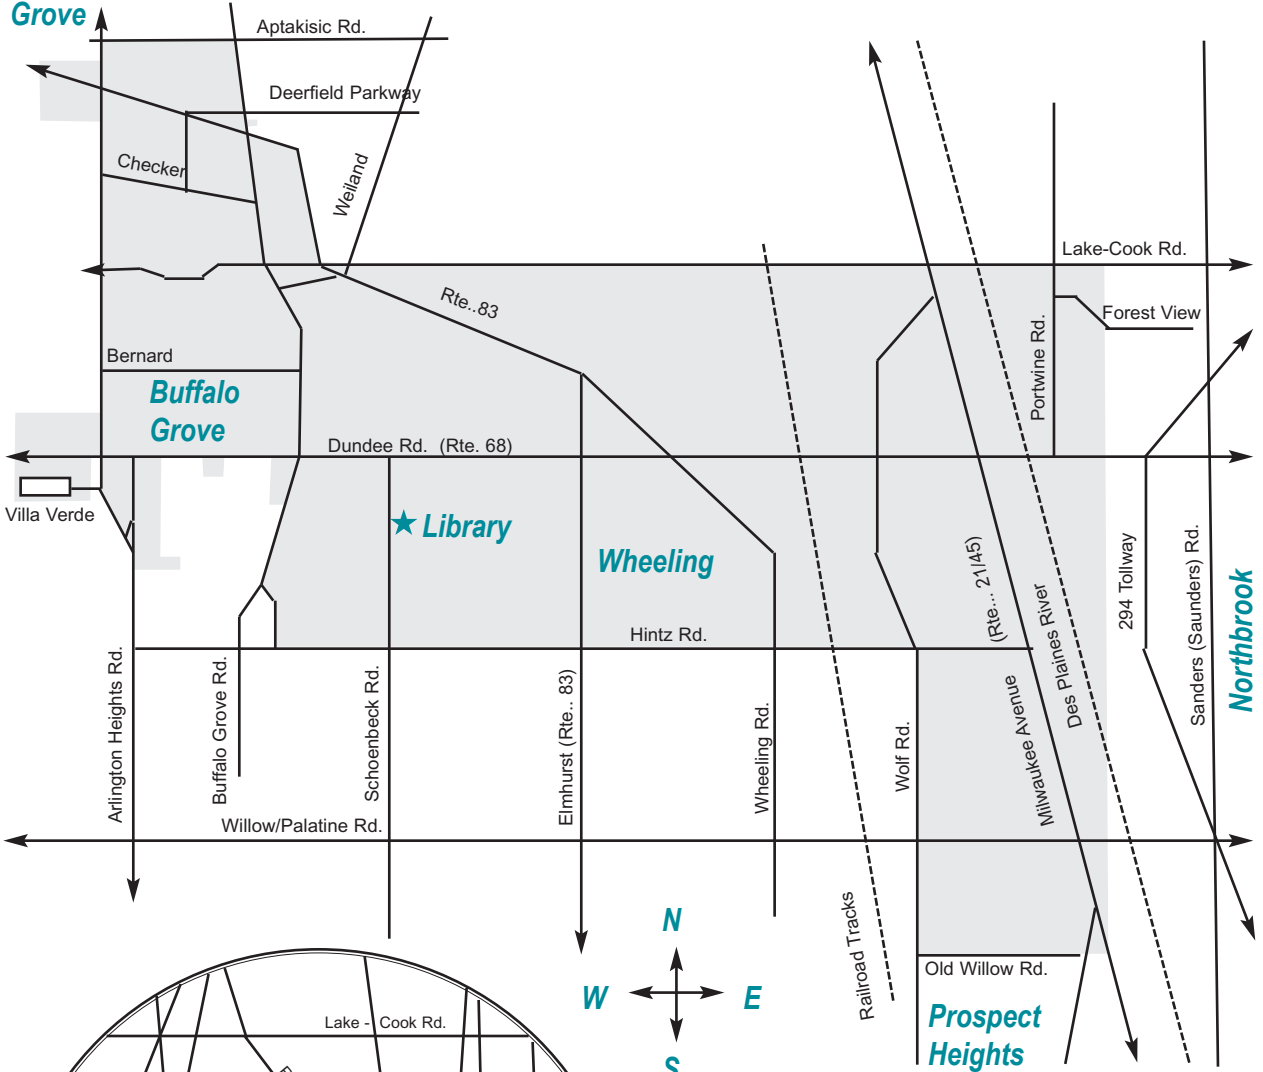 Grove
Aptakisic Rd.
Deerfield Parkway
Checker
Weiland
Lake-Cook Rd.
Rte..83
Forest View
Portwine Rd.
Bernard
Buffalo
Grove
Dundee Rd. (Rte. 68)
Villa Verde
★ Library
Wheeling
(Rte... 21/45)
Des Plaines River
294 Tollway
Sanders (Saunders) Rd.
Northbrook
Hintz Rd.
Arlington Heights Rd.
Buffalo Grove Rd.
Schoenbeck Rd.
Elmhurst (Rte.. 83)
Wheeling Rd.
Wolf Rd.
Milwaukee Avenue
Willow/Palatine Rd.
Railroad Tracks
N
W E
S
Old Willow Rd.
Prospect
Heights
Lake - Cook Rd.